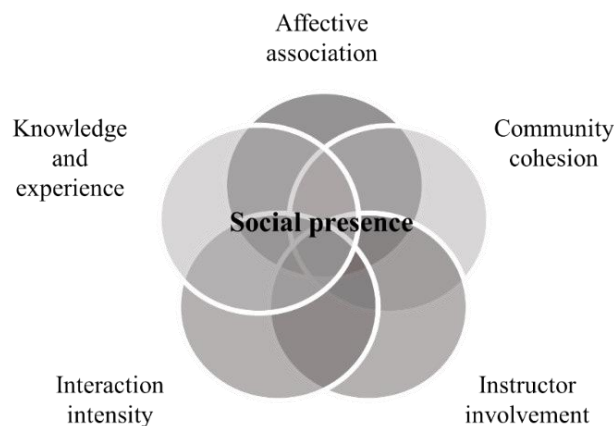 Affective
association
Knowledge
and
experience
Community
cohesion
Social presence
Interaction
intensity
Instructor
involvement